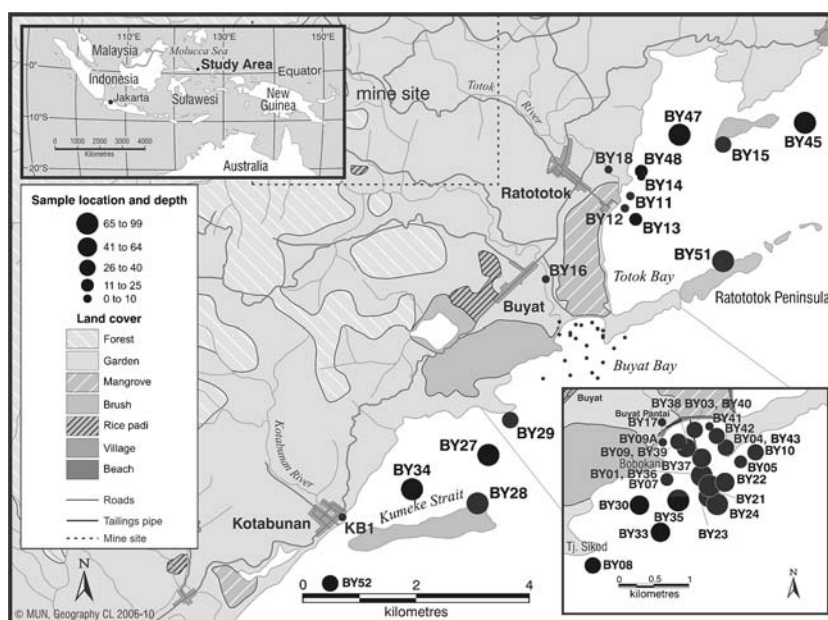 110°E 130°E 150°E
Malaysia
Molucca Sea
Study Area
0°
Equator
Indonesia
Jakarta
Sulawesi
New
Guinea
-10°S
0 1000 2000 3000 4000
Kilometres
Australia
-20°S
mine site
Totok
River
BY47
BY45
BY15
BY18
BY48
BY14
BY11
BY12
BY13
Ratototok
BY51
BY16
Totok Bay
Ratototok Peninsula
Buyat
Buyat Bay
Sample location and depth
65 to 99
41 to 64
26 to 40
11 to 25
0 to 10
Land cover
Forest
Garden
Mangrove
Brush
Rice padi
Village
Beach
Roads
Tailings pipe
Mine site
N
Kotabunan River
BY29
BY27
BY34
BY28
Kumeke Strait
Kotabunan
KB1
BY52
0 2 4
kilometres
© MUN, Geography CL 2006-10
Buyat
BY38 BY03, BY40
Buyat Pantai
BY41
BY17
BY42
BY09A
BY04, BY43
BY09, BY39
BY10
Bobokan
BY05
BY01, BY36
BY37
BY07
BY22
BY30
BY21
BY35
BY24
BY33
BY23
Tj. Sikod
BY08
0 .5 1
kilometres
N